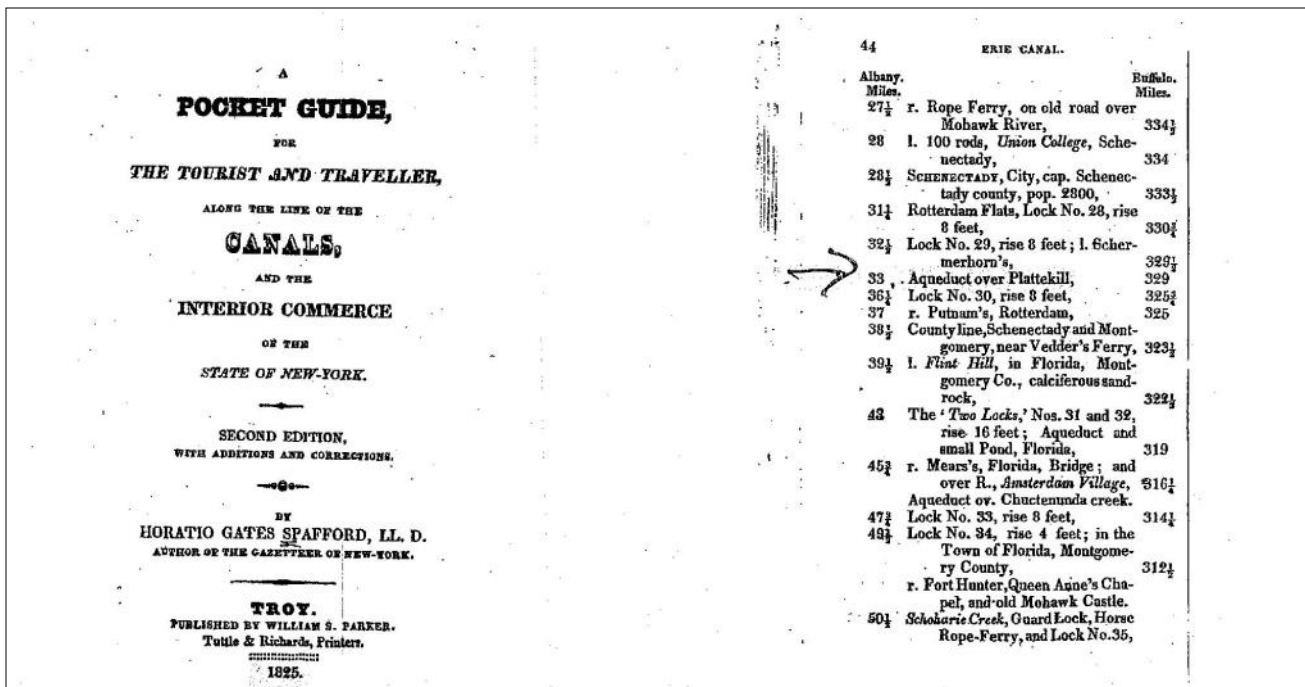 A
POCKET GUIDE,
FOR
THE TOURIST AND TRAVELLER,
ALONG THE LINE OF THE
CANALS,
AND THE
INTERIOR COMMERCE
OF THE
STATE OF NEW-YORK.
SECOND EDITION,
WITH ADDITIONS AND CORRECTIONS.
BY
HORATIO GATES SPAFFORD, LL. D.
AUTHOR OF THE GAZETTEER OF NEW-YORK.
TROY.
PUBLISHED BY WILLIAM S. PARKER.
Tuttle & Richards, Printers.
1825.
44 ERIE CANAL.
Albany. Buffalo.
Miles. Miles.
27½ r. Rope Ferry, on old road over
Mohawk River, 334½
28 l. 100 rods, Union College, Sche-
nectady, 334
28½ SCHENECTADY, City, cap. Schenec-
tady county, pop. 2800, 333½
31¼ Rotterdam Flats, Lock No. 28, rise
8 feet, 330¾
32½ Lock No. 29, rise 8 feet; l. Scher-
merhorn's, 329½
33 Aqueduct over Plattekill, 329
36¼ Lock No. 30, rise 8 feet, 325¾
37 r. Putnam's, Rotterdam, 325
38½ County line, Schenectady and Mont-
gomery, near Vedder's Ferry, 323½
39½ l. Flint Hill, in Florida, Mont-
gomery Co., calciferous sand-
rock, 322½
43 The 'Two Locks,' Nos. 31 and 32,
rise 16 feet; Aqueduct and
small Pond, Florida, 319
45¾ r. Mears's, Florida, Bridge; and
over R., Amsterdam Village, 316¼
Aqueduct ov. Chuctenunda creek.
47¾ Lock No. 33, rise 8 feet, 314¼
49½ Lock No. 34, rise 4 feet; in the
Town of Florida, Montgome-
ry County, 312½
r. Fort Hunter, Queen Anne's Cha-
pel, and old Mohawk Castle.
50½ Schoharie Creek, Guard Lock, Horse
Rope-Ferry, and Lock No. 35,